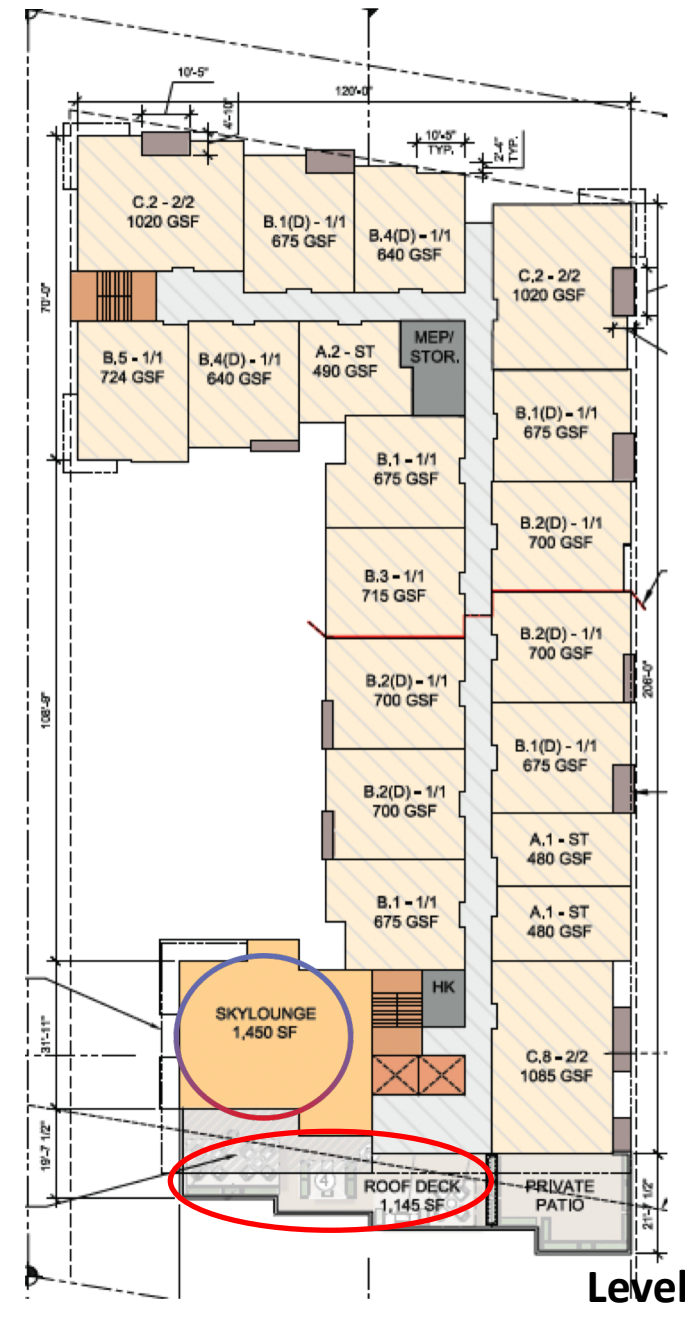 10'-5"
120'-0"
4'-10"
10'-5"
TYP.
2'-4"
TYP.
C.2 - 2/2
1020 GSF
B.1(D) - 1/1
675 GSF
B.4(D) - 1/1
640 GSF
C.2 - 2/2
1020 GSF
70'-0"
B.5 - 1/1
724 GSF
B.4(D) - 1/1
640 GSF
A.2 - ST
490 GSF
MEP/
STOR.
B.1(D) - 1/1
675 GSF
B.1 - 1/1
675 GSF
B.2(D) - 1/1
700 GSF
B.3 - 1/1
715 GSF
B.2(D) - 1/1
700 GSF
206'-0"
B.2(D) - 1/1
700 GSF
108'-9"
B.1(D) - 1/1
675 GSF
B.2(D) - 1/1
700 GSF
A.1 - ST
480 GSF
B.1 - 1/1
675 GSF
A.1 - ST
480 GSF
HK
SKYLOUNGE
1,450 SF
31'-11"
C.8 - 2/2
1085 GSF
19'-7 1/2"
4
ROOF DECK
1,145 SF
PRIVATE
PATIO
21'-7 1/2"
Level